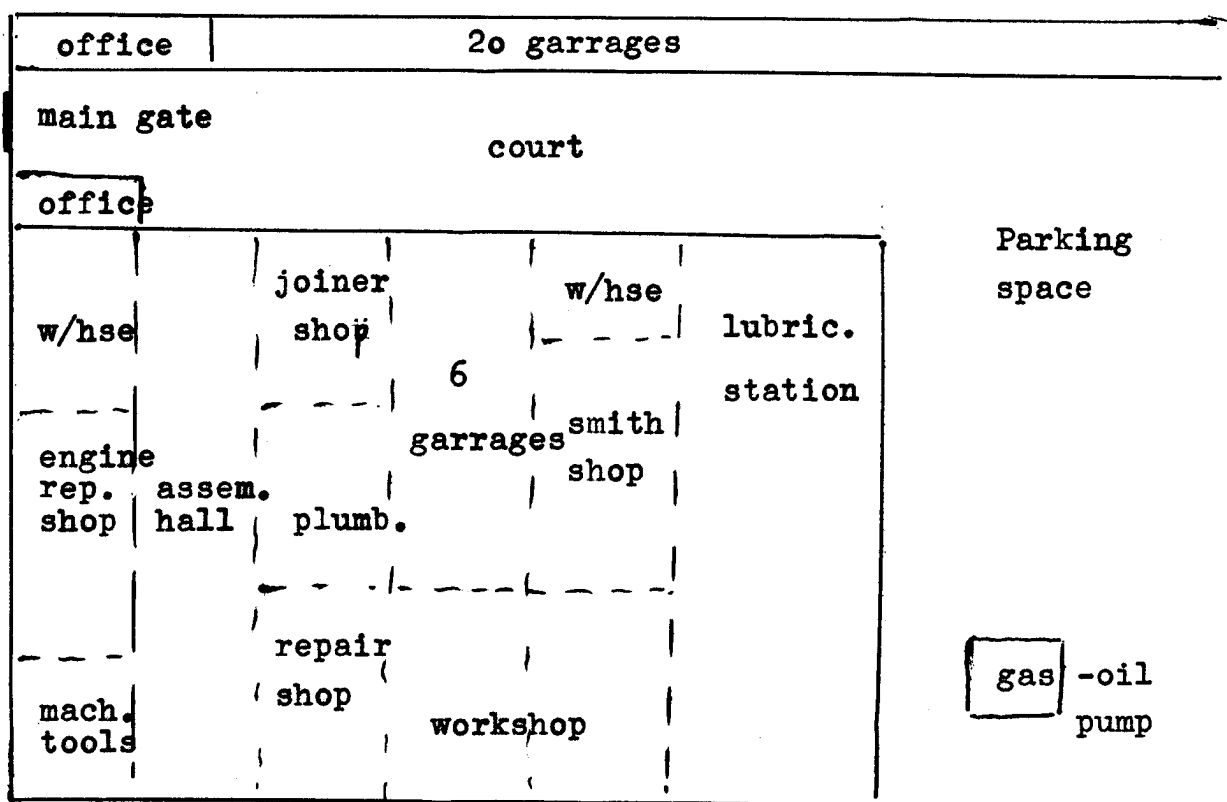 office 2o garrages
main gate
court
office
Parking
space
w/hse
joiner
shop
6
garrages
w/hse
lubric.
station
engine
rep.
shop
assem.
hall
plumb.
smith
shop
mach.
tools
repair
shop
workshop
gas -oil
pump